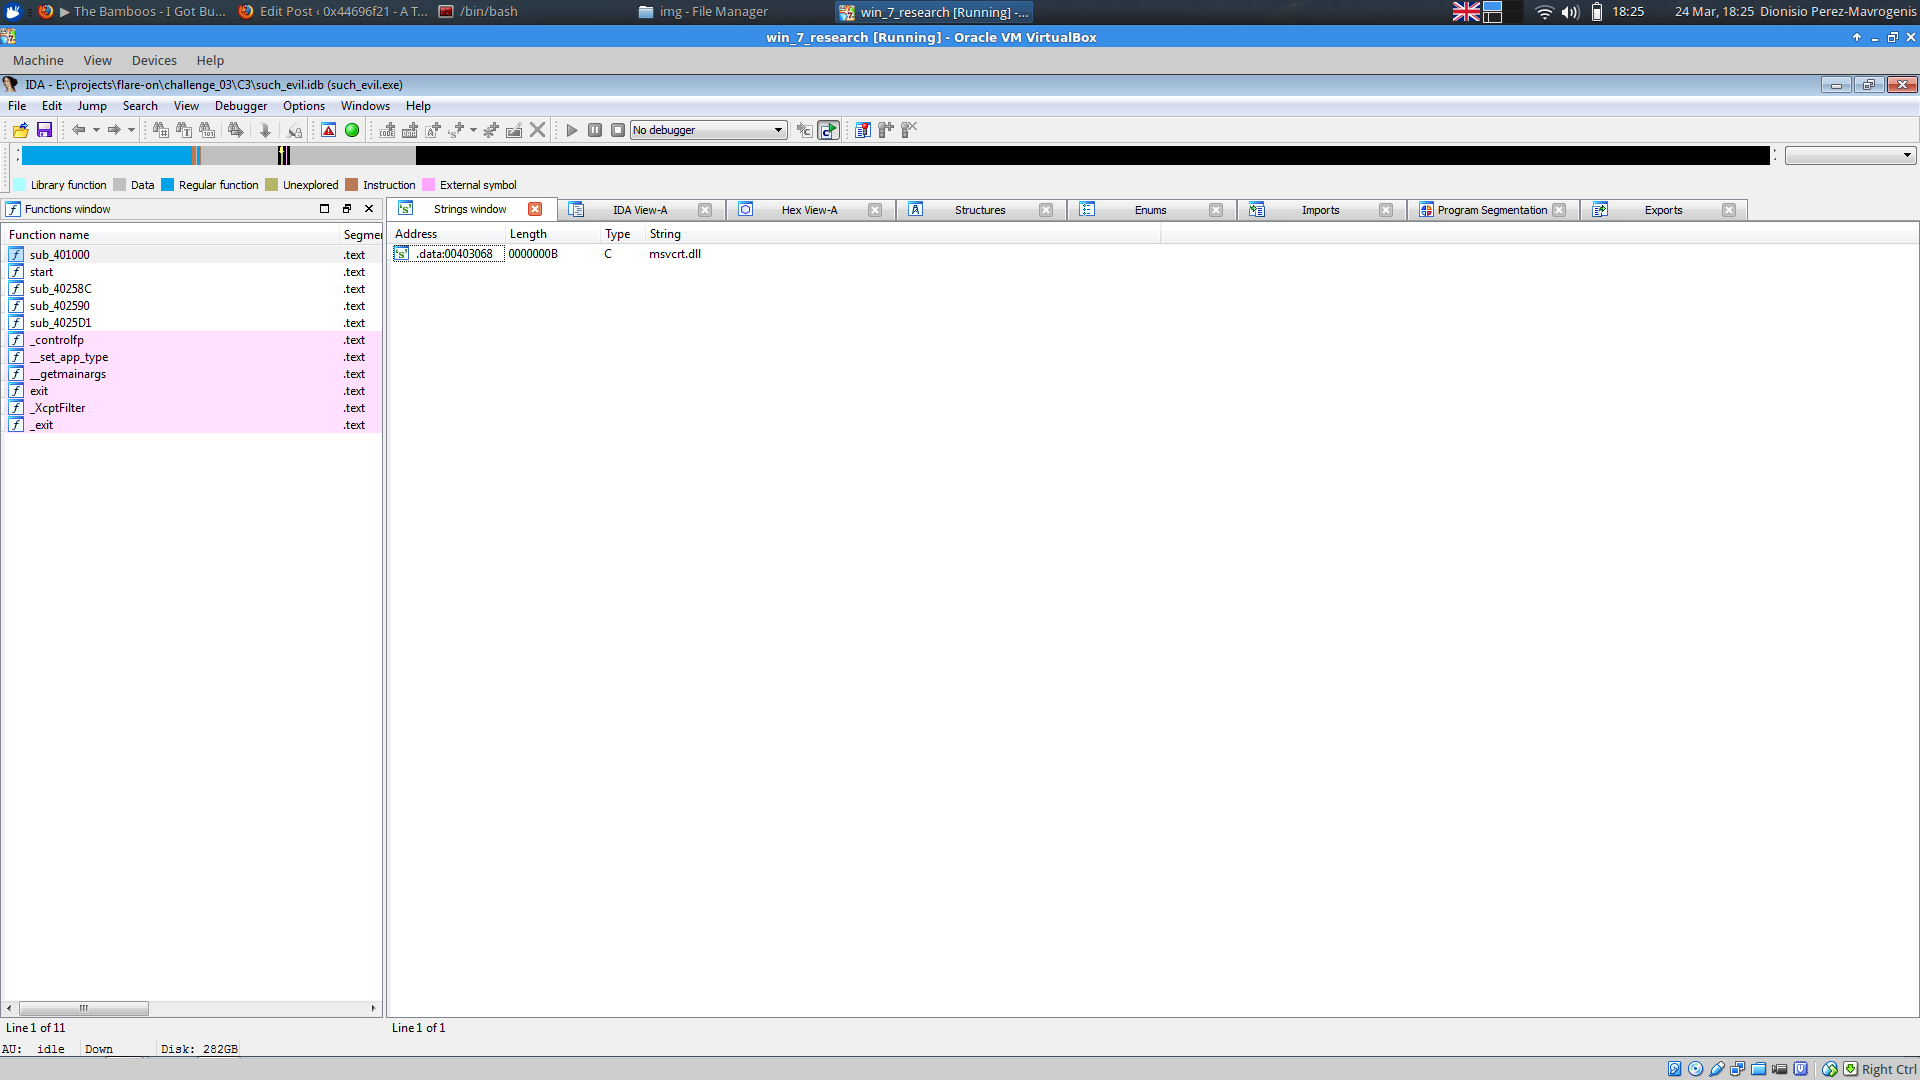 ▶ The Bamboos - I Got Bu... Edit Post ‹ 0x44696f21 - A T... /bin/bash img - File Manager win_7_research [Running] -... 18:25 24 Mar, 18:25 Dionisio Perez-Mavrogenis
win_7_research [Running] - Oracle VM VirtualBox
Machine View Devices Help
IDA - E:\projects\flare-on\challenge_03\C3\such_evil.idb (such_evil.exe)
File Edit Jump Search View Debugger Options Windows Help
No debugger
Library function Data Regular function Unexplored Instruction External symbol
Functions window
Strings window IDA View-A Hex View-A Structures Enums Imports Program Segmentation Exports
Function name Segmen
Address Length Type String
sub_401000 .text
.data:00403068 0000000B C msvcrt.dll
start .text
sub_40258C .text
sub_402590 .text
sub_4025D1 .text
_controlfp .text
__set_app_type .text
__getmainargs .text
exit .text
_XcptFilter .text
_exit .text
Line 1 of 11
Line 1 of 1
AU: idle Down Disk: 282GB
Right Ctrl